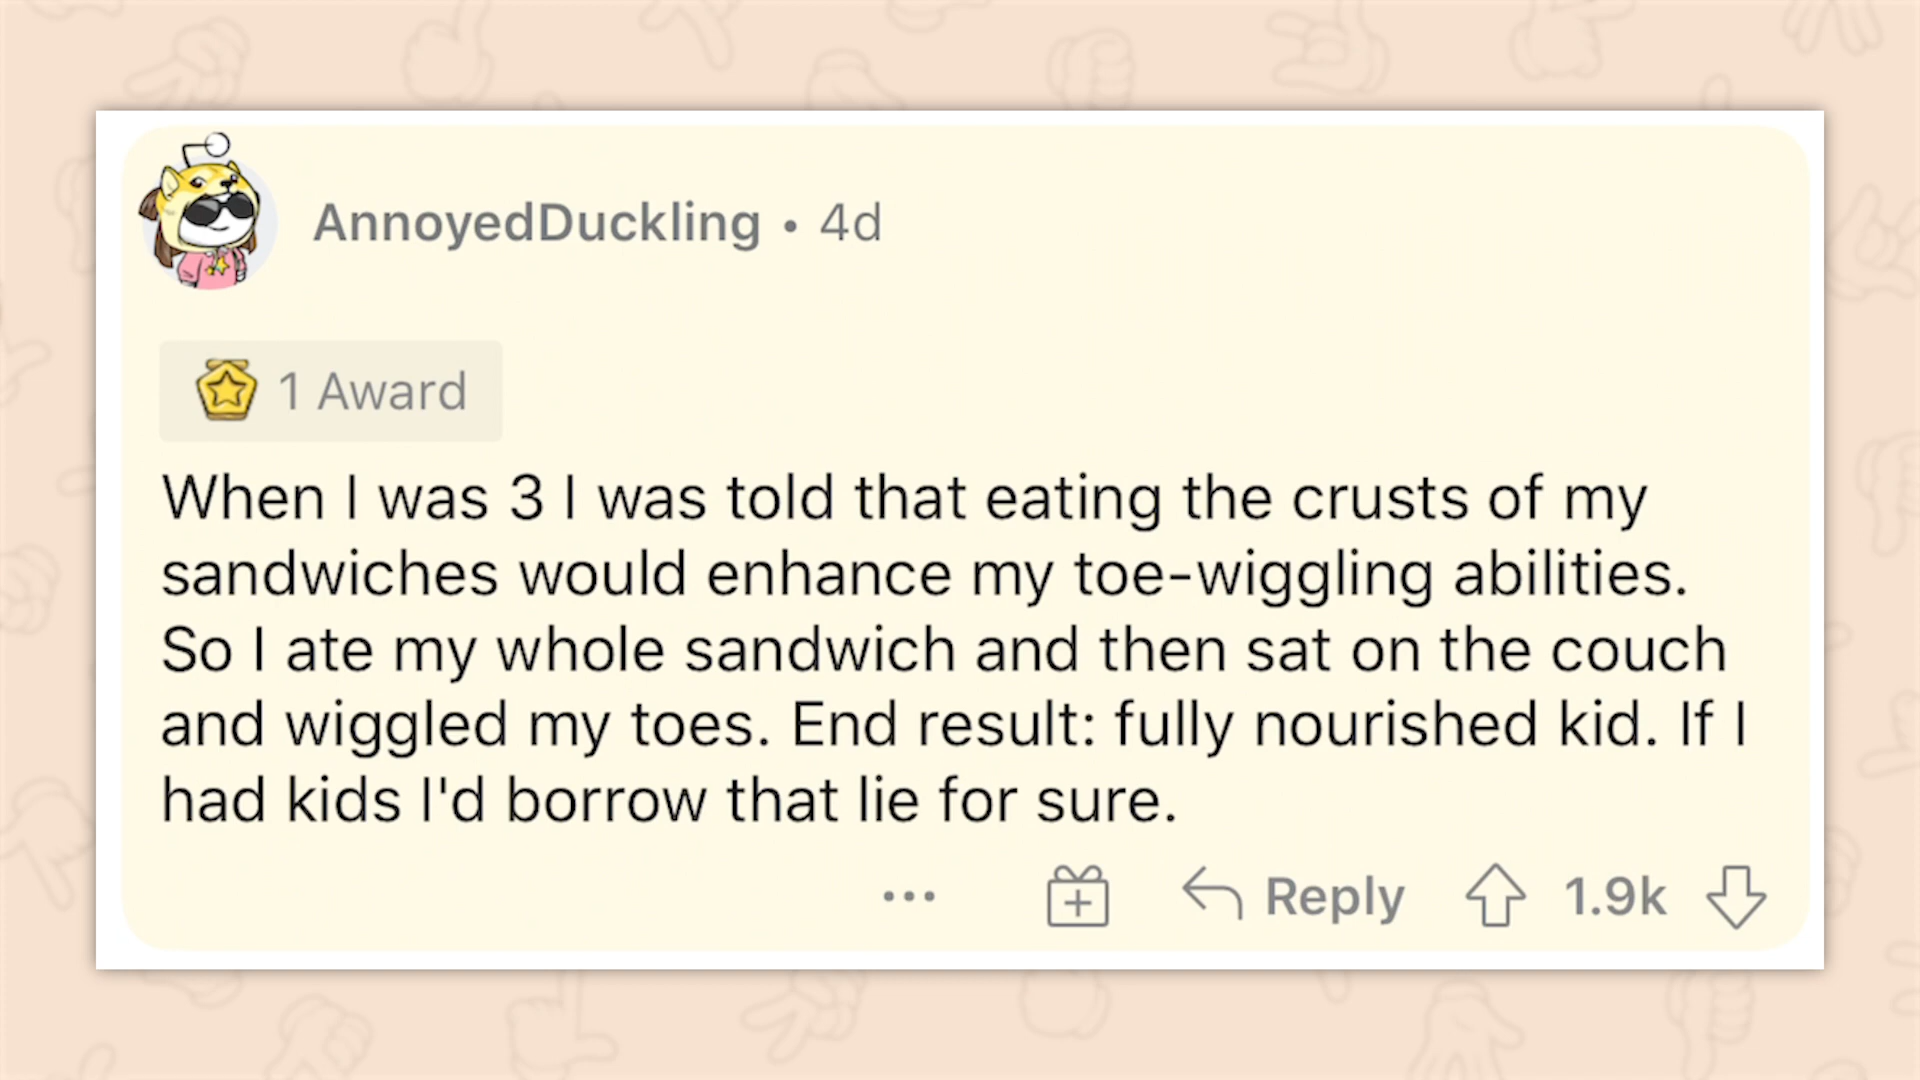 AnnoyedDuckling • 4d
1 Award
When I was 3 I was told that eating the crusts of my
sandwiches would enhance my toe-wiggling abilities.
So I ate my whole sandwich and then sat on the couch
and wiggled my toes. End result: fully nourished kid. If I
had kids I'd borrow that lie for sure.
... Reply 1.9k